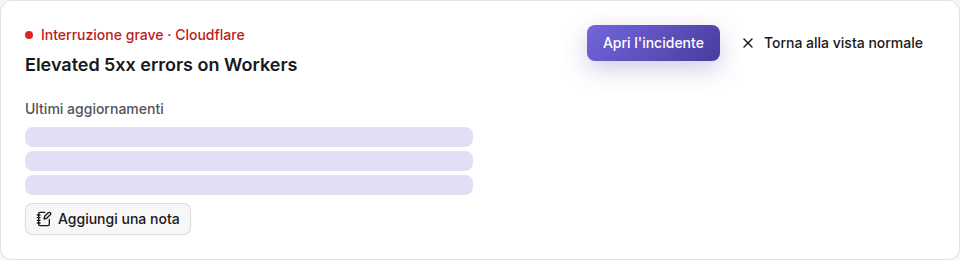 Interruzione grave · Cloudflare
Elevated 5xx errors on Workers
Apri l'incidente
Torna alla vista normale
Ultimi aggiornamenti
Aggiungi una nota